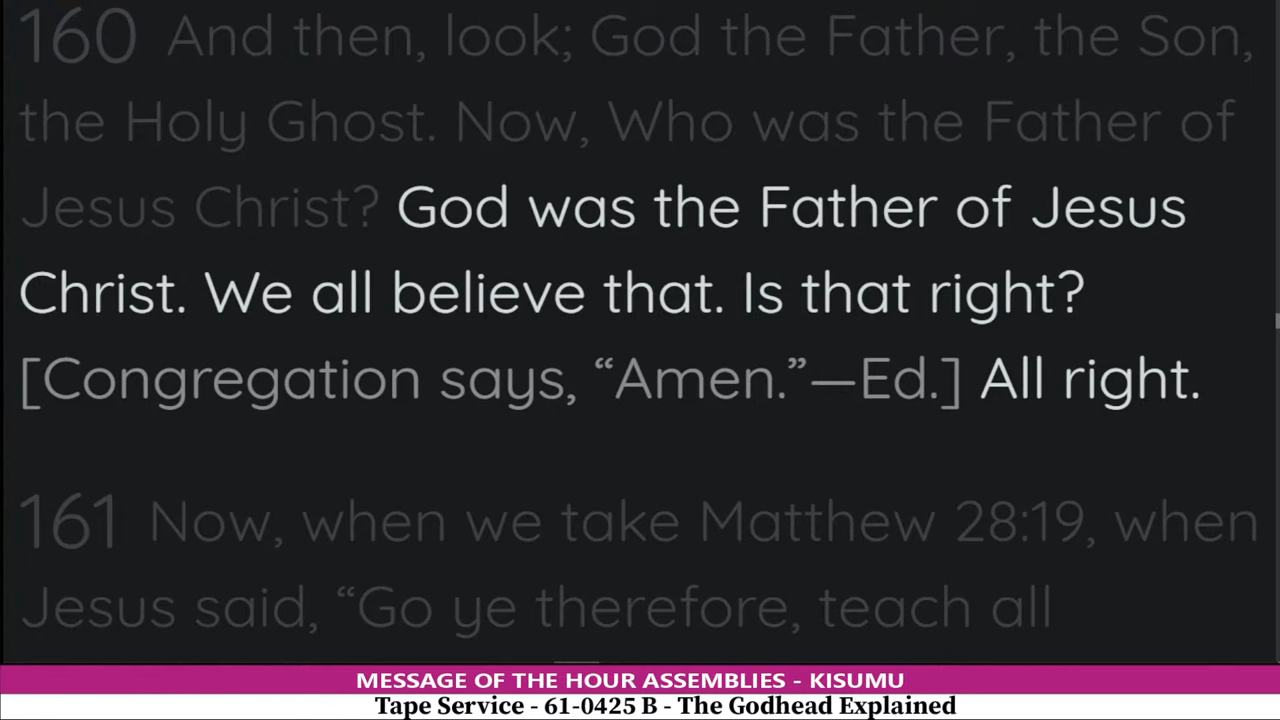 160 And then, look; God the Father, the Son,
the Holy Ghost. Now, Who was the Father of
Jesus Christ? God was the Father of Jesus
Christ. We all believe that. Is that right?
[Congregation says, “Amen.”—Ed.] All right.
161 Now, when we take Matthew 28:19, when
Jesus said, “Go ye therefore, teach all
MESSAGE OF THE HOUR ASSEMBLIES - KISUMU
Tape Service - 61-0425 B - The Godhead Explained